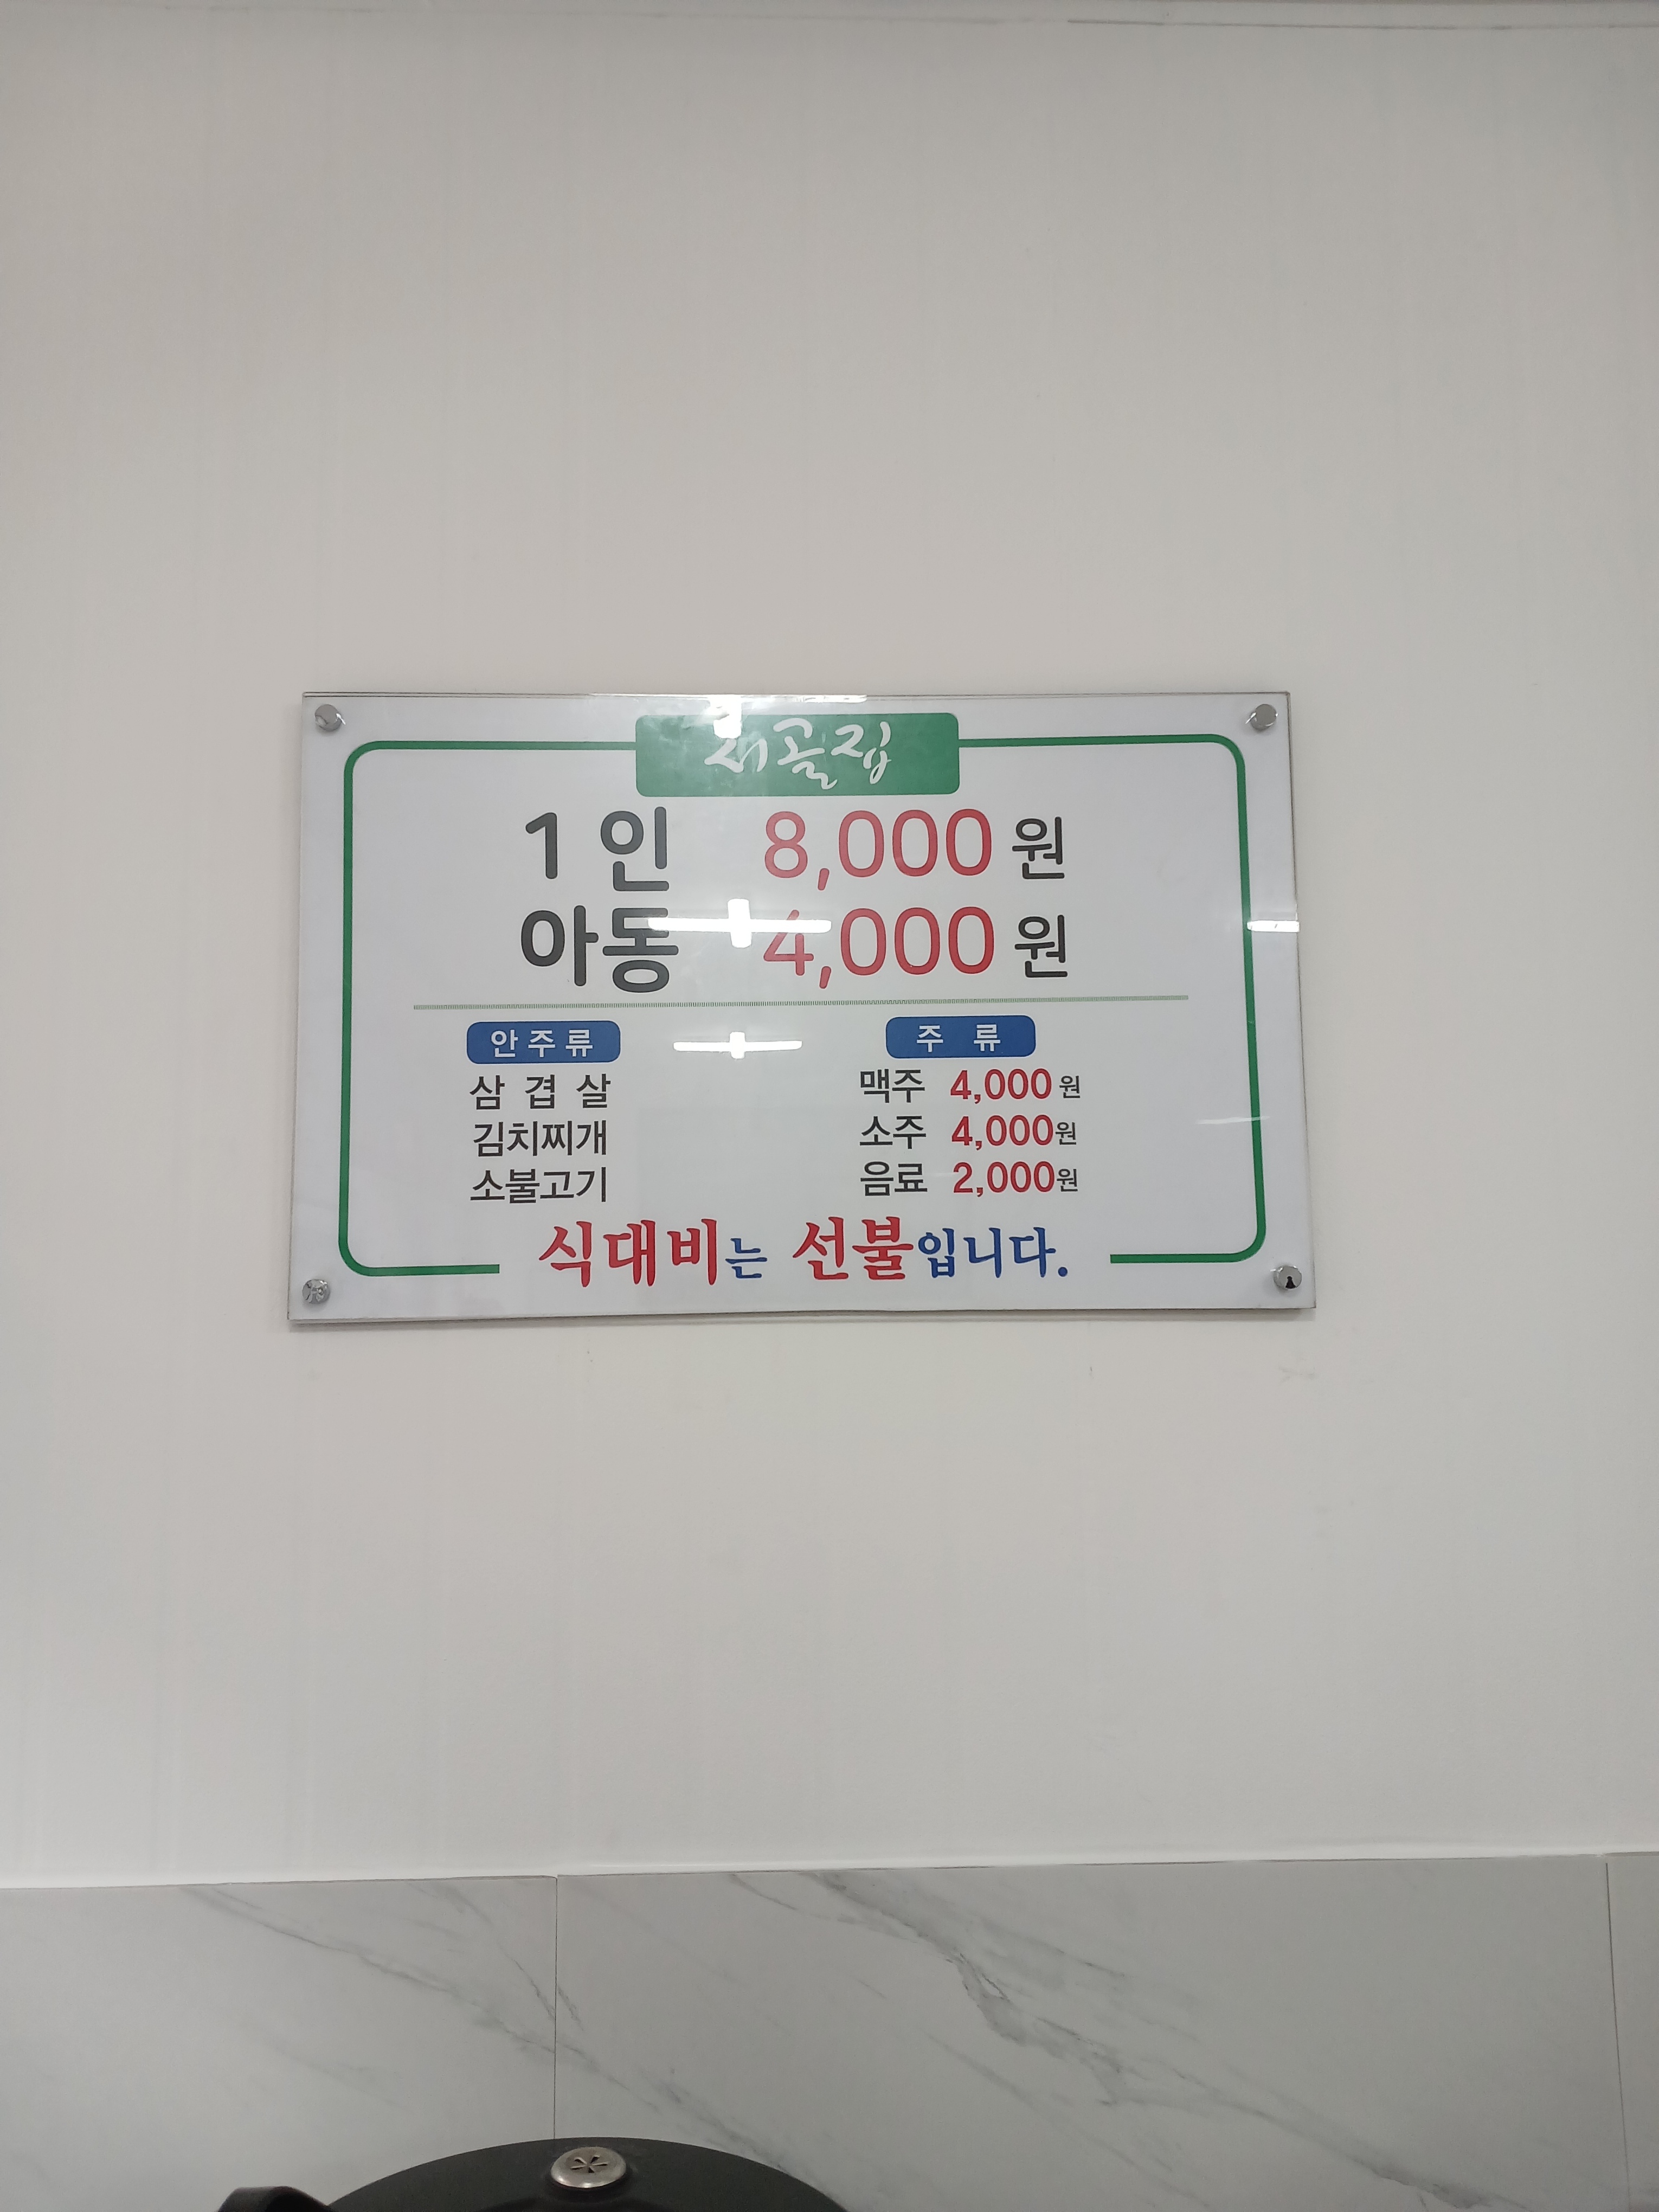 시골집
1인 8,000원
아동 4,000원
안주류
삼겹살
김치찌개
소불고기
주류
맥주 4,000원
소주 4,000원
음료 2,000원
식대비는 선불입니다.